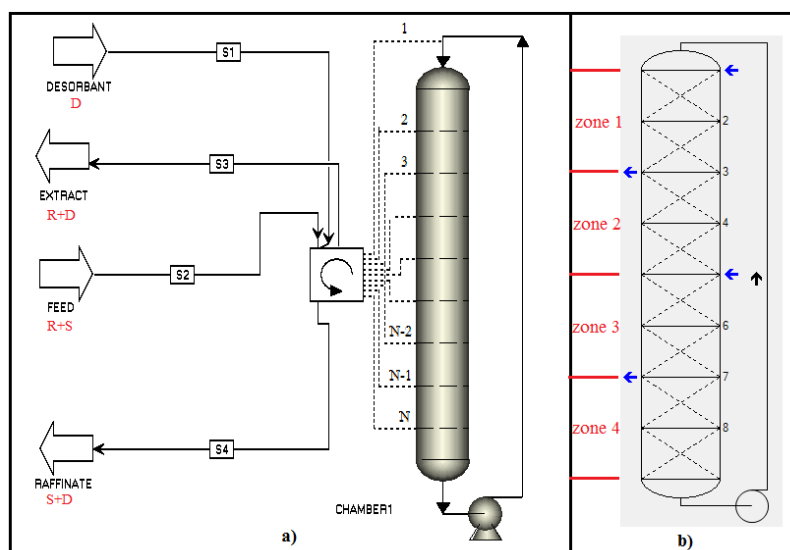 S1
DESORBANT
D
S3
EXTRACT
R+D
S2
FEED
R+S
S4
RAFFINATE
S+D
1
2
3
N-2
N-1
N
CHAMBER1
a)
zone 1
zone 2
zone 3
zone 4
2
3
4
6
7
8
b)